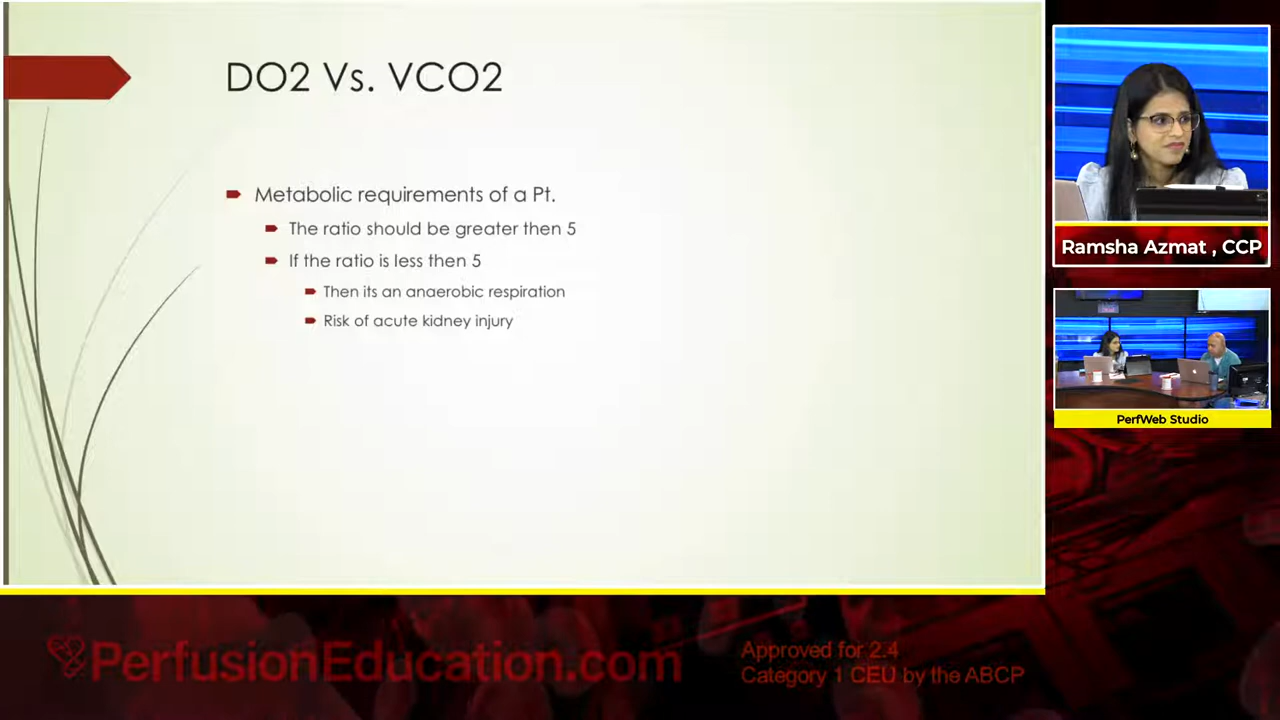 DO2 Vs. VCO2
Metabolic requirements of a Pt.
The ratio should be greater then 5
If the ratio is less then 5
Then its an anaerobic respiration
Risk of acute kidney injury
Ramsha Azmat , CCP
PerfWeb Studio
PerfusionEducation.com
Approved for 2.4
Category 1 CEU by the ABCP